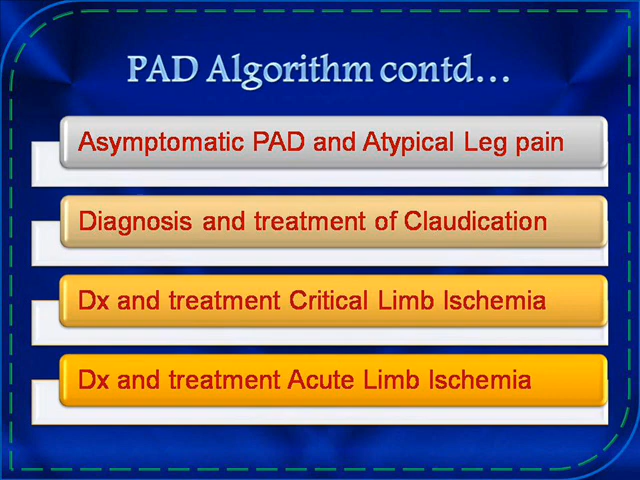 PAD Algorithm contd...
Asymptomatic PAD and Atypical Leg pain
Diagnosis and treatment of Claudication
Dx and treatment Critical Limb Ischemia
Dx and treatment Acute Limb Ischemia